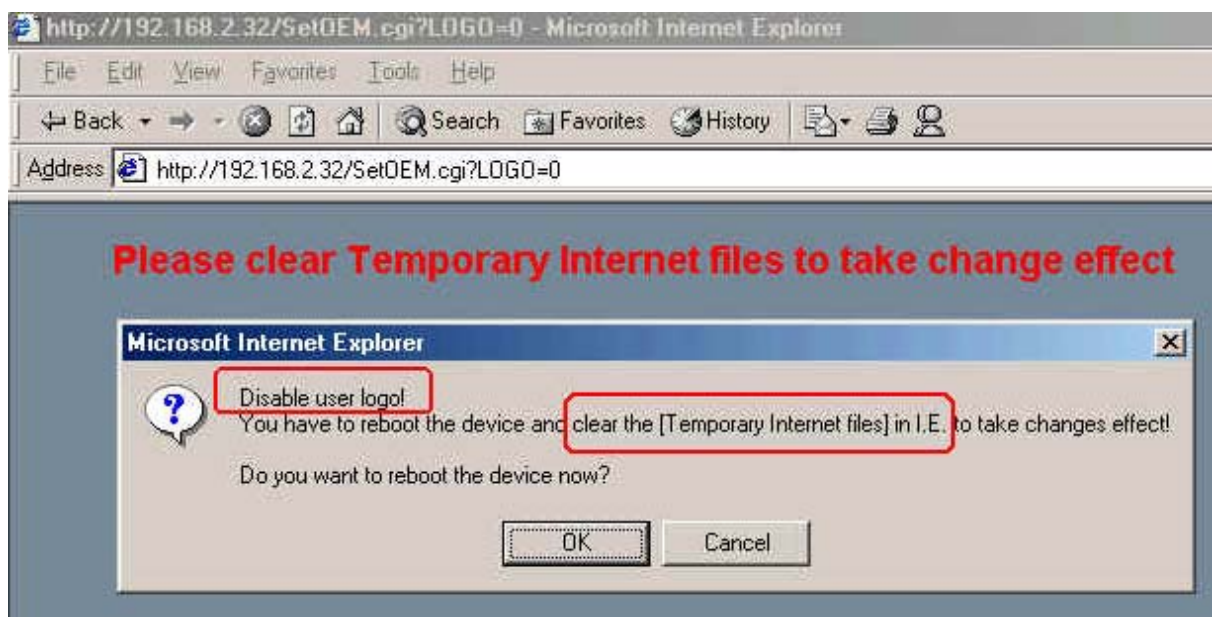 http://192.168.2.32/SetOEM.cgi?LOGO=0 - Microsoft Internet Explorer
File Edit View Favorites Tools Help
Back Search Favorites History
Address http://192.168.2.32/SetOEM.cgi?LOGO=0
Please clear Temporary Internet files to take change effect
Microsoft Internet Explorer
Disable user logo!
You have to reboot the device and clear the [Temporary Internet files] in I.E. to take changes effect!
Do you want to reboot the device now?
OK Cancel